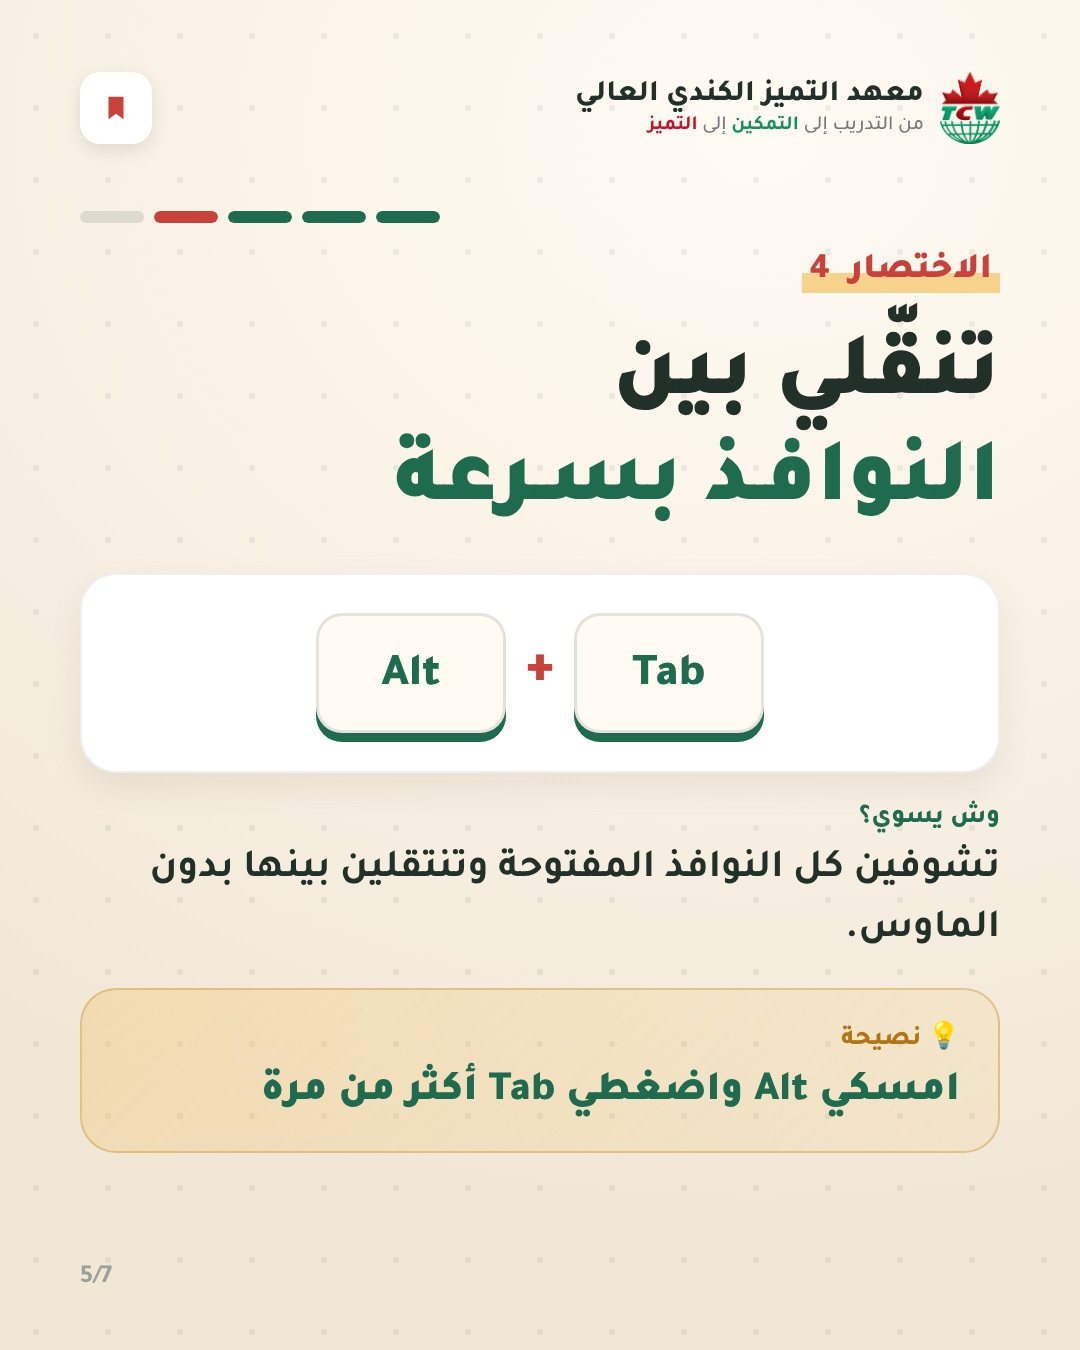 معهد التميز الكندي العالي
من التدريب إلى التمكين إلى التميز
TCW
الاختصار 4
تنقّلي بين
النوافذ بسرعة
Alt + Tab
وش يسوي؟
تشوفين كل النوافذ المفتوحة وتنتقلين بينها بدون
الماوس.
💡 نصيحة
امسكي Alt واضغطي Tab أكثر من مرة
5/7